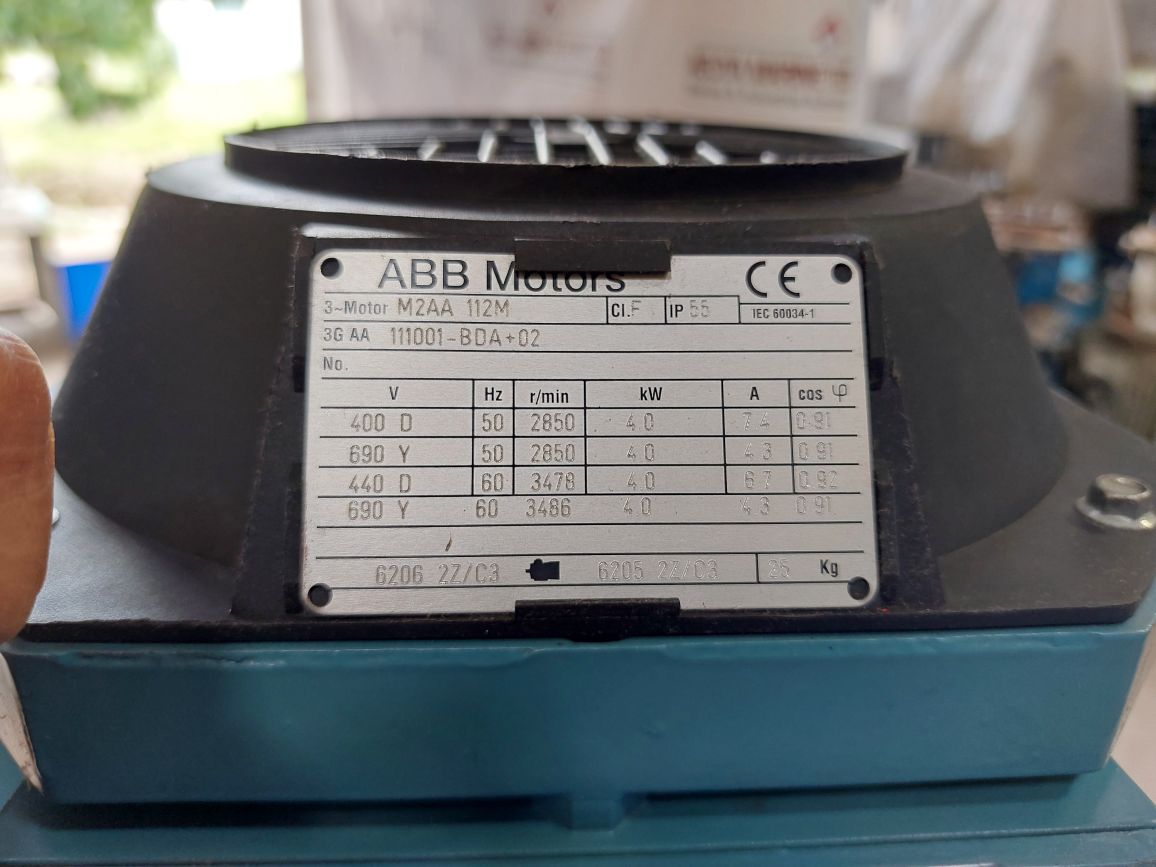 ABB Motors CE
3~Motor M2AA 112M Cl.F IP 55 IEC 60034-1
3G AA 111001-BDA+02
No.
V Hz r/min kW A cos φ
400 D 50 2850 4.0 7.4 0.91
690 Y 50 2850 4.0 4.3 0.91
440 D 60 3478 4.0 6.7 0.92
690 Y 60 3486 4.0 4.3 0.91
6206 2Z/C3 6205 2Z/C3 Kg